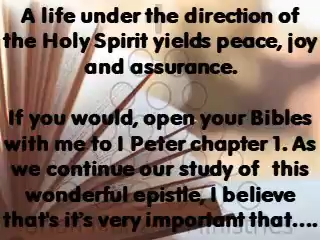 A life under the direction of
the Holy Spirit yields peace, joy
and assurance.
If you would, open your Bibles
with me to I Peter chapter 1. As
we continue our study of this
wonderful epistle, I believe
that's it's very important that....